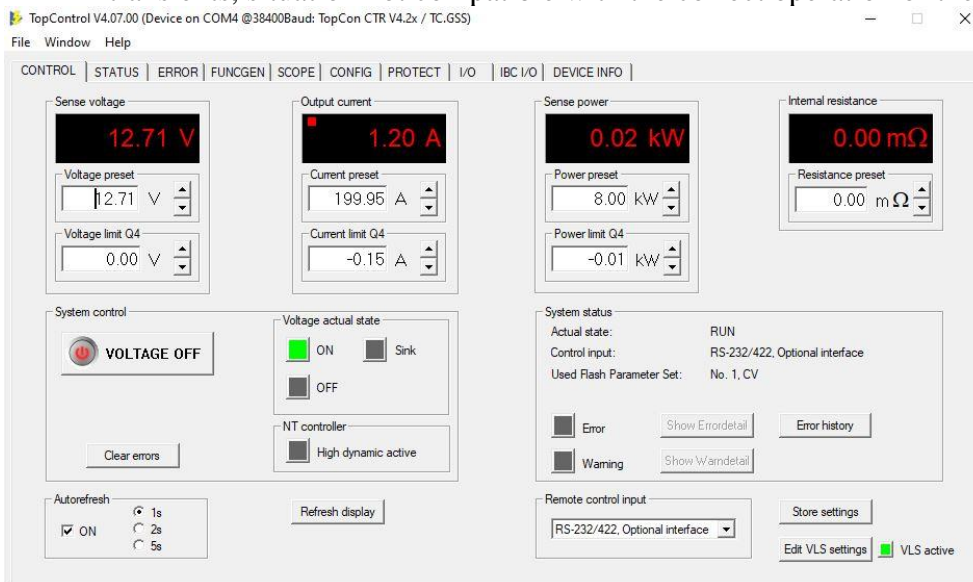 TopControl V4.07.00 (Device on COM4 @38400Baud: TopCon CTR V4.2x / TC.GSS)
File Window Help
CONTROL STATUS ERROR FUNCGEN SCOPE CONFIG PROTECT I/O IBC I/O DEVICE INFO
Sense voltage Output current Sense power Internal resistance
12.71 V 1.20 A 0.02 kW 0.00 mΩ
Voltage preset Current preset Power preset Resistance preset
12.71 V 199.95 A 8.00 kW 0.00 mΩ
Voltage limit Q4 Current limit Q4 Power limit Q4
0.00 V -0.15 A -0.01 kW
System control Voltage actual state System status
Actual state: RUN
VOLTAGE OFF ON Sink Control input: RS-232/422, Optional interface
Used Flash Parameter Set: No. 1, CV
OFF
NT controller Error Show Errordetail Error history
Clear errors High dynamic active Warning Show Warndetail
Autorefresh Remote control input
ON 1s Refresh display Store settings
2s RS-232/422, Optional interface
5s Edit VLS settings VLS active